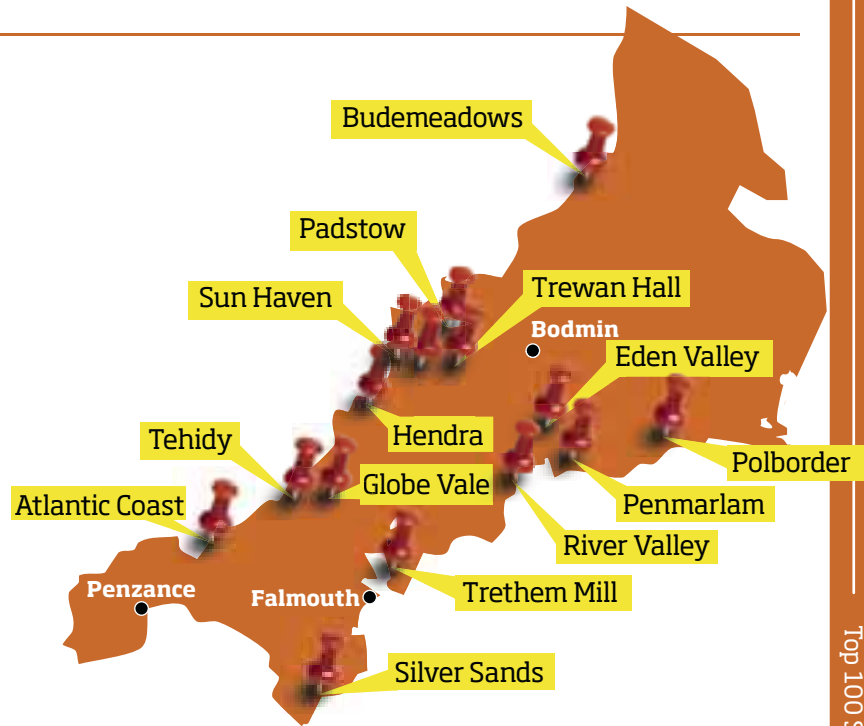 Budemeadows
Padstow
Sun Haven
Trewan Hall
Bodmin
Eden Valley
Hendra
Tehidy
Polborder
Globe Vale
Atlantic Coast
Penmarlam
River Valley
Penzance
Falmouth
Trethem Mill
Silver Sands
Top 100